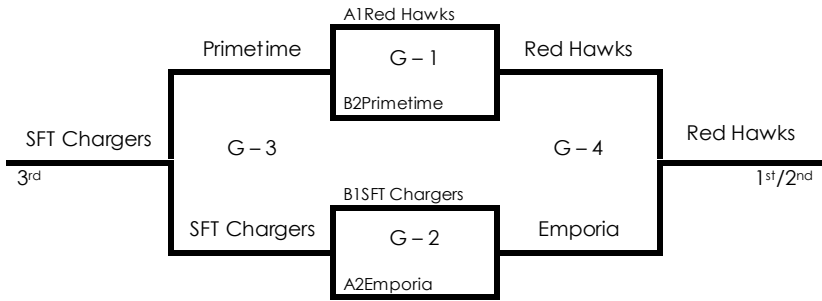 A1Red Hawks
Primetime
G – 1
Red Hawks
B2Primetime
SFT Chargers
G – 3
G – 4
Red Hawks
3rd
1st/2nd
B1SFT Chargers
SFT Chargers
G – 2
Emporia
A2Emporia